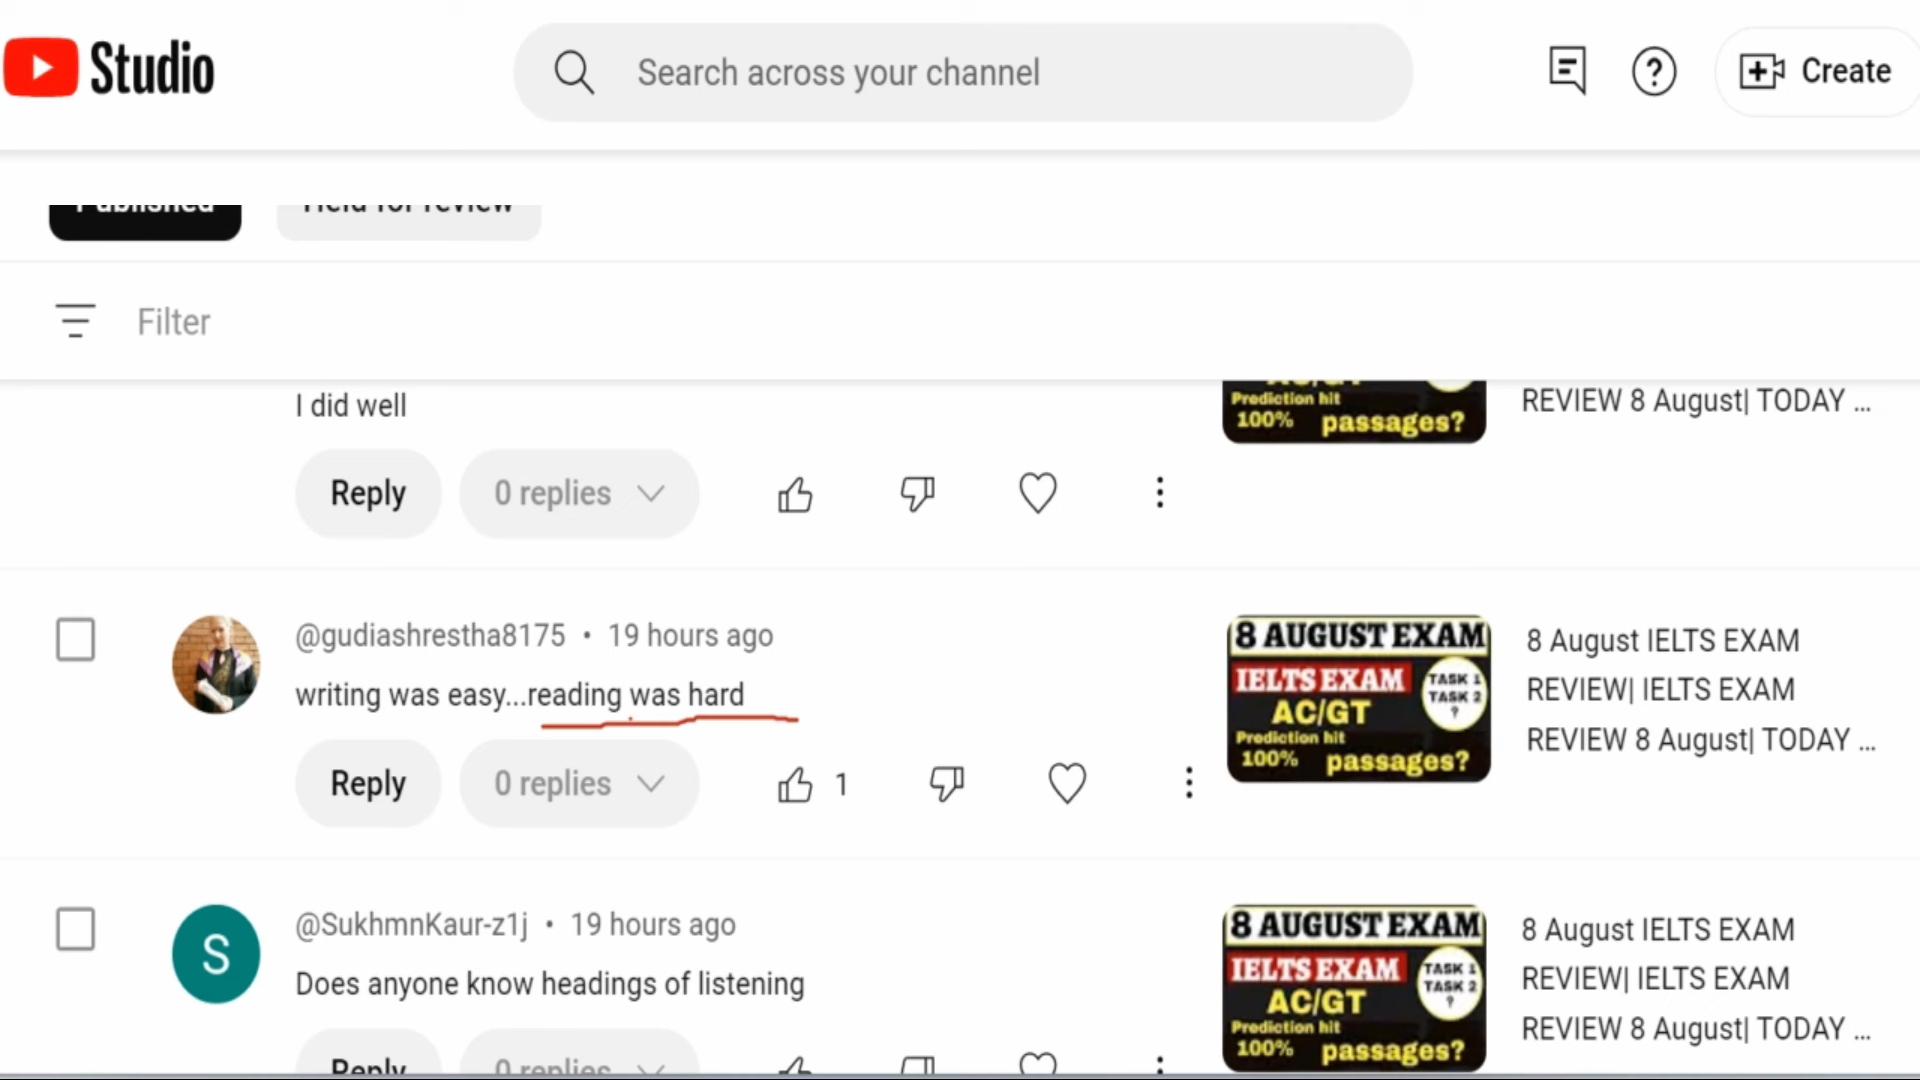 Studio
Search across your channel
Create
Published
Held for review
Filter
I did well
Prediction hit
100% passages?
REVIEW 8 August| TODAY ...
Reply
0 replies
@gudiashrestha8175 • 19 hours ago
writing was easy...reading was hard
Reply
0 replies
1
8 AUGUST EXAM
IELTS EXAM
AC/GT
TASK 1
TASK 2
?
Prediction hit
100% passages?
8 August IELTS EXAM
REVIEW| IELTS EXAM
REVIEW 8 August| TODAY ...
S
@SukhmnKaur-z1j • 19 hours ago
Does anyone know headings of listening
Reply
0 replies
8 AUGUST EXAM
IELTS EXAM
AC/GT
TASK 1
TASK 2
?
Prediction hit
100% passages?
8 August IELTS EXAM
REVIEW| IELTS EXAM
REVIEW 8 August| TODAY ...